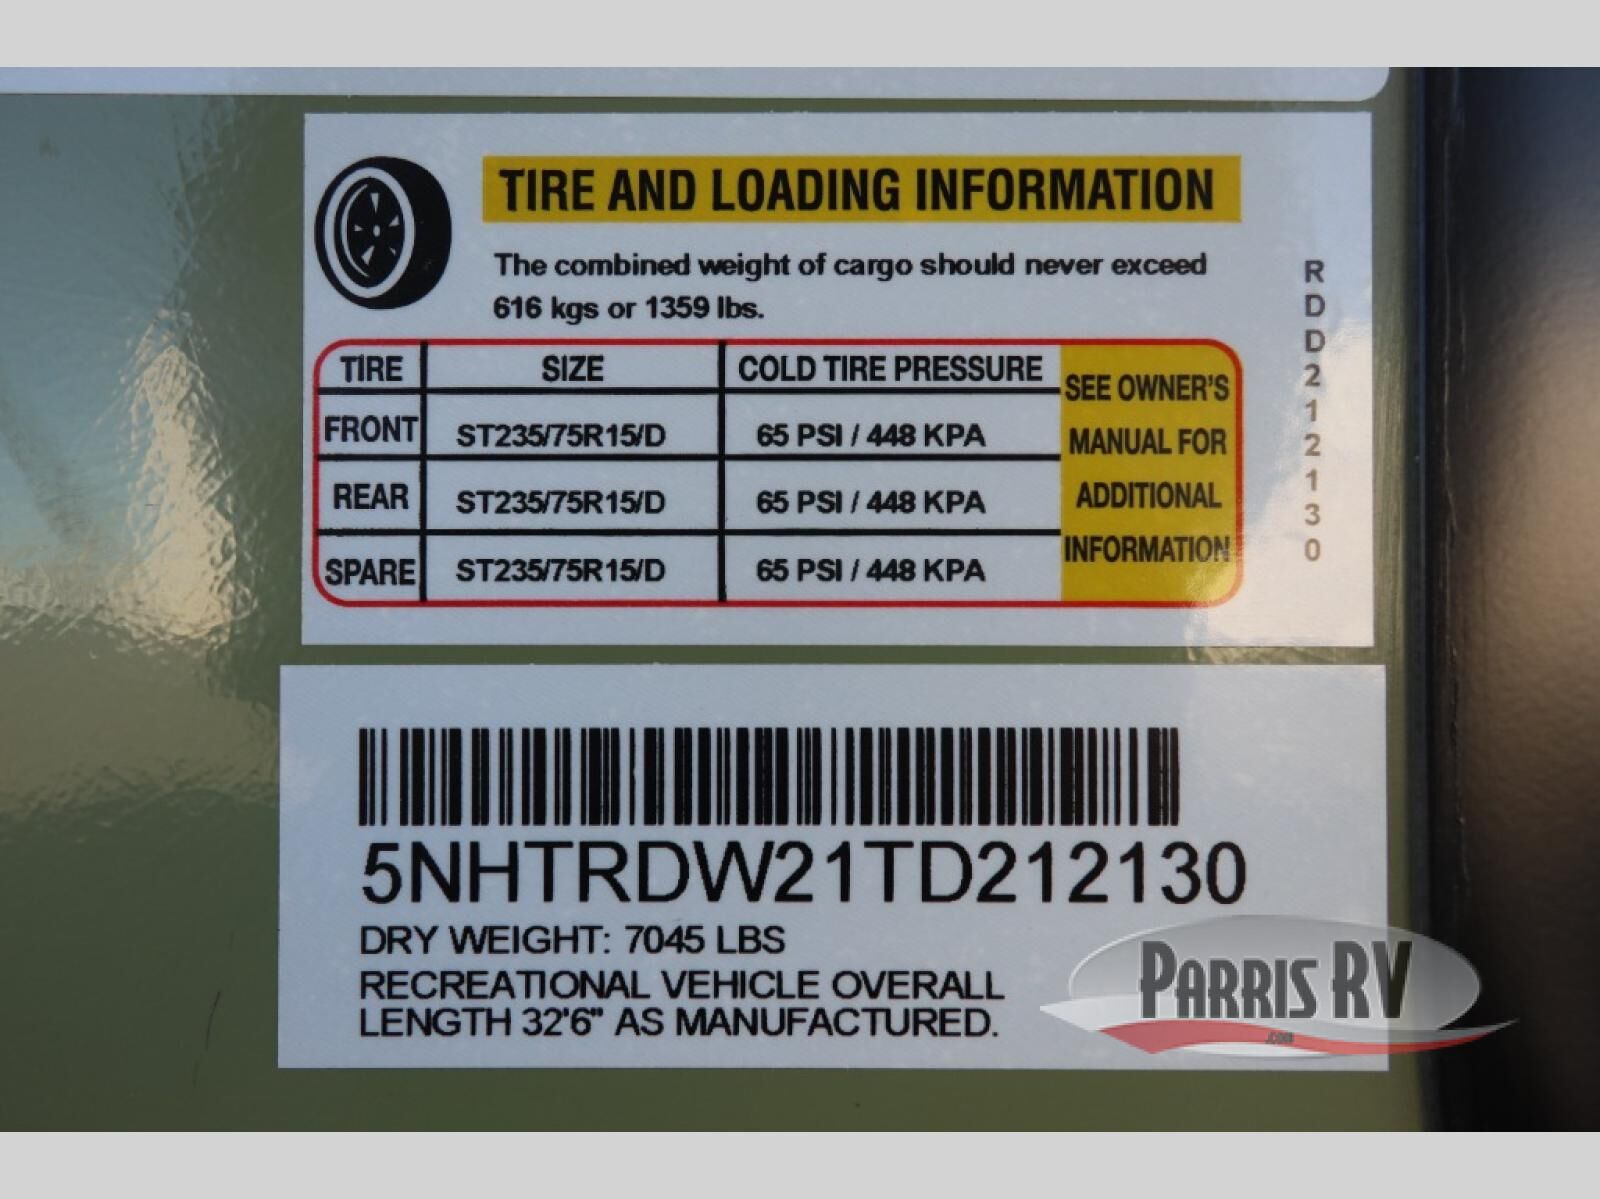 TIRE AND LOADING INFORMATION
The combined weight of cargo should never exceed
616 kgs or 1359 lbs.
TIRE SIZE COLD TIRE PRESSURE
FRONT ST235/75R15/D 65 PSI / 448 KPA
REAR ST235/75R15/D 65 PSI / 448 KPA
SPARE ST235/75R15/D 65 PSI / 448 KPA
SEE OWNER'S
MANUAL FOR
ADDITIONAL
INFORMATION
RDD212130
5NHTRDW21TD212130
DRY WEIGHT: 7045 LBS
RECREATIONAL VEHICLE OVERALL
LENGTH 32'6" AS MANUFACTURED.
PARRIS RV
.COM